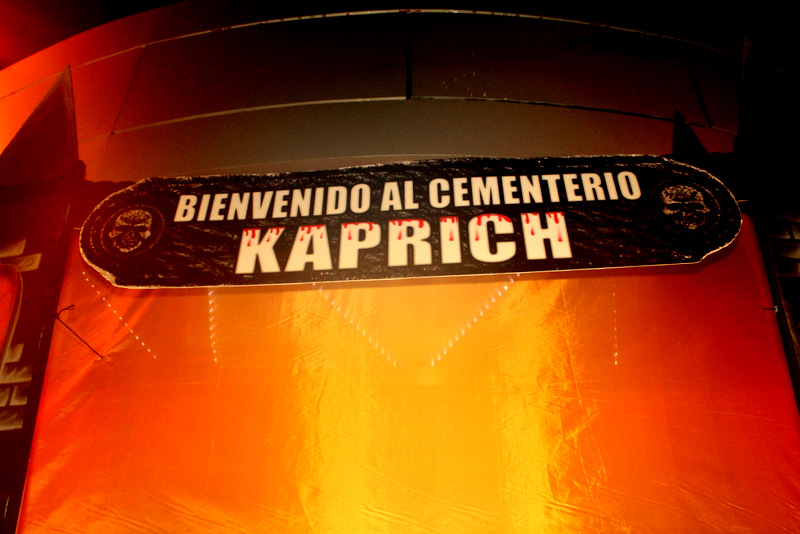 BIENVENIDO AL CEMENTERIO
KAPRICH